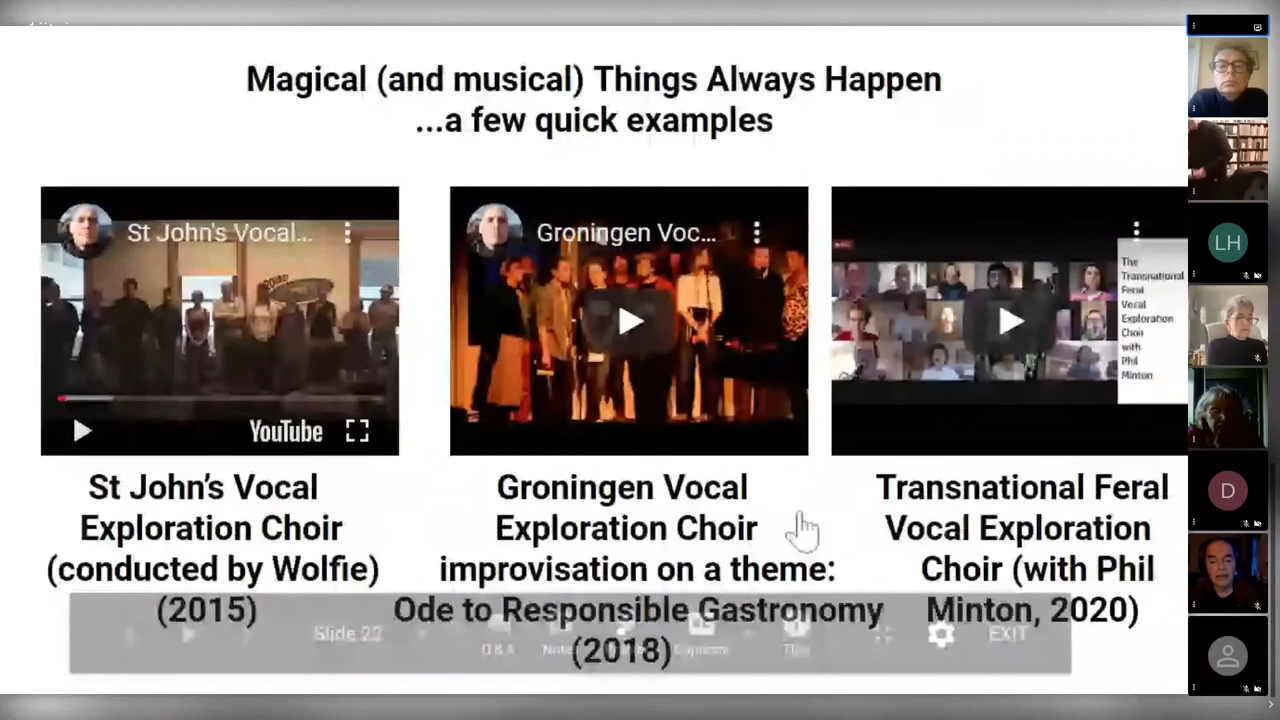 Magical (and musical) Things Always Happen
...a few quick examples
St John's Vocal...
YouTube
Groningen Voc...
The
Transnational
Feral
Vocal
Exploration
Choir
with
Phil
Minton
St John's Vocal
Exploration Choir
(conducted by Wolfie)
(2015)
Groningen Vocal
Exploration Choir
improvisation on a theme:
Ode to Responsible Gastronomy
(2018)
Transnational Feral
Vocal Exploration
Choir (with Phil
Minton, 2020)
Slide 22
Q & A
Notes
Captions
EXIT
LH
D